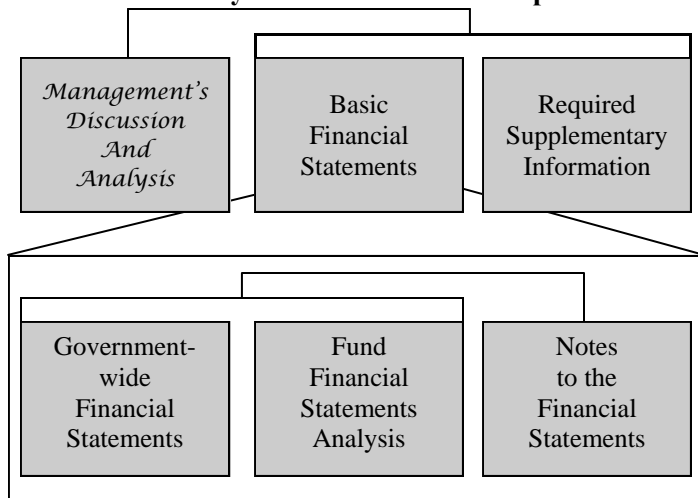 Management's
Discussion
And
Analysis
Basic
Financial
Statements
Required
Supplementary
Information
Government-
wide
Financial
Statements
Fund
Financial
Statements
Analysis
Notes
to the
Financial
Statements